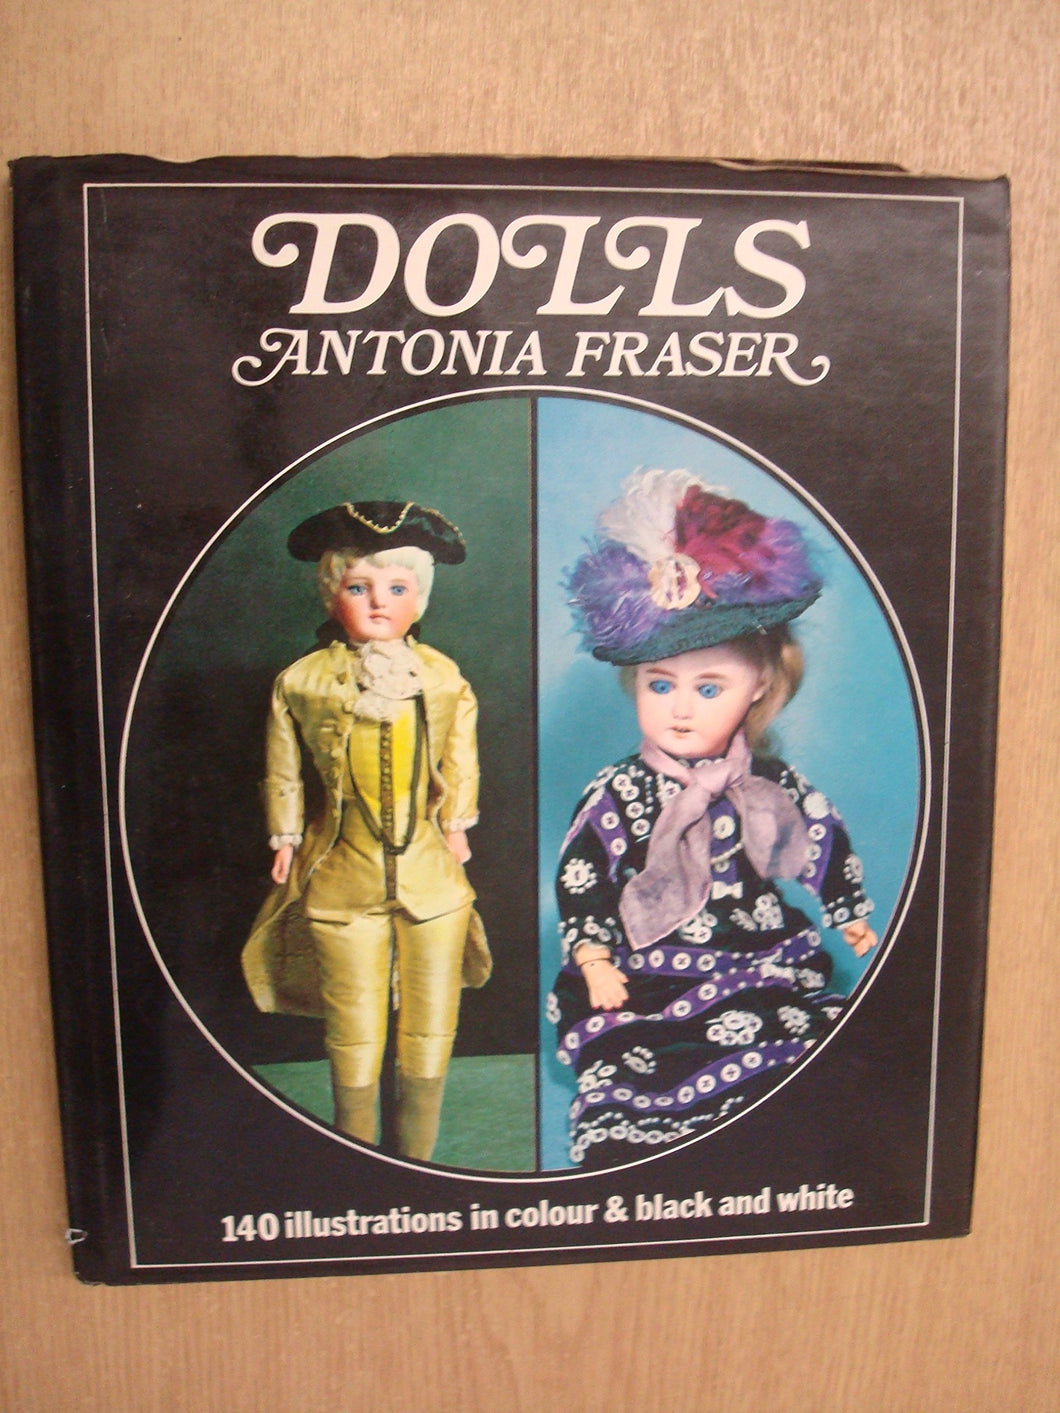 DOLLS
ANTONIA FRASER
140 illustrations in colour & black and white